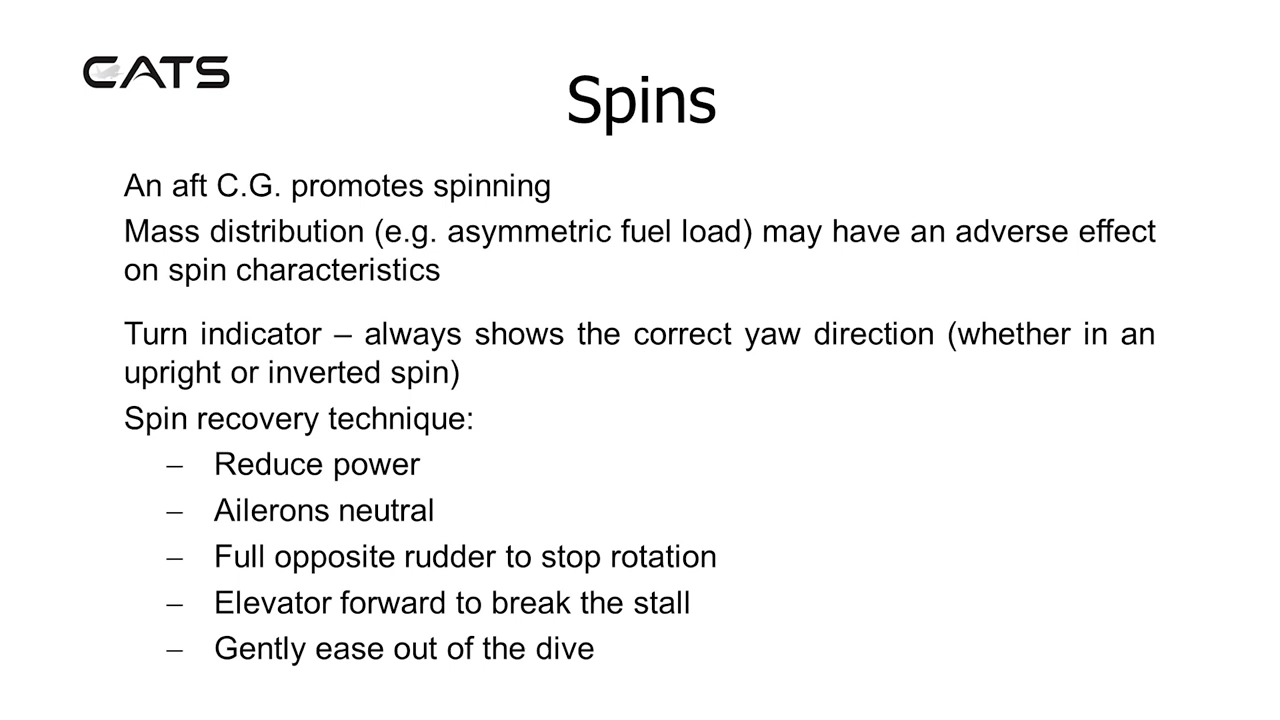 CATS
Spins
An aft C.G. promotes spinning
Mass distribution (e.g. asymmetric fuel load) may have an adverse effect
on spin characteristics
Turn indicator – always shows the correct yaw direction (whether in an
upright or inverted spin)
Spin recovery technique:
– Reduce power
– Ailerons neutral
– Full opposite rudder to stop rotation
– Elevator forward to break the stall
– Gently ease out of the dive